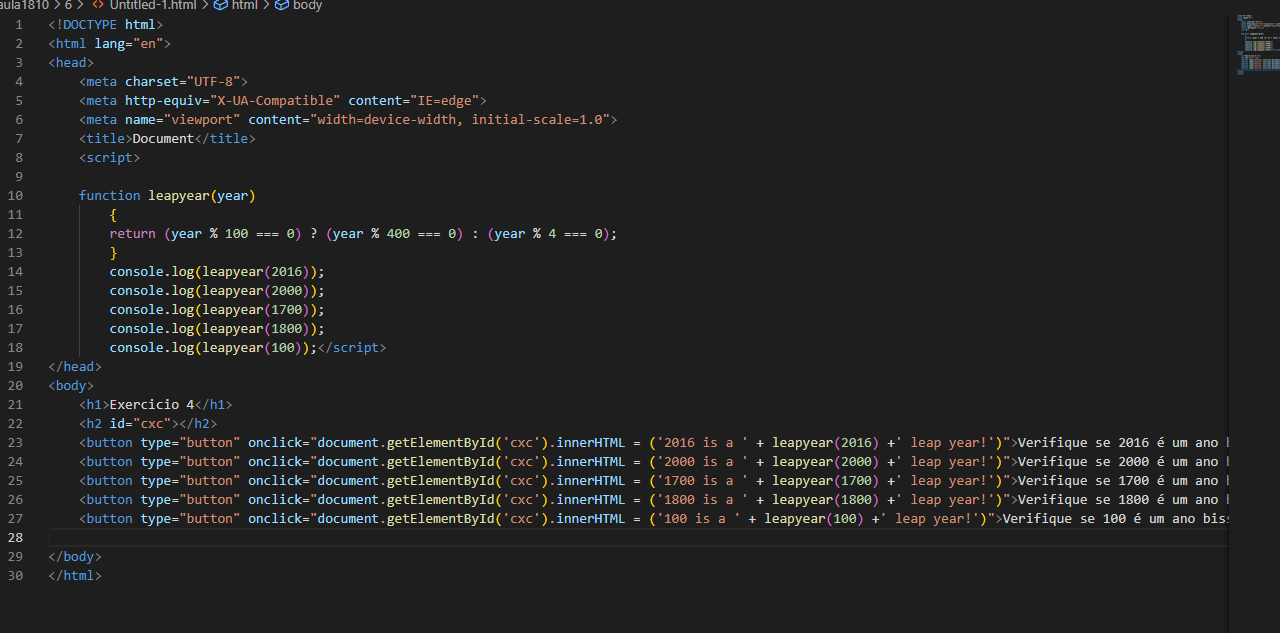 aula1810 > 6 > <> Untitled-1.html > html > body
1 <!DOCTYPE html>
2 <html lang="en">
3 <head>
4 <meta charset="UTF-8">
5 <meta http-equiv="X-UA-Compatible" content="IE=edge">
6 <meta name="viewport" content="width=device-width, initial-scale=1.0">
7 <title>Document</title>
8 <script>
9
10 function leapyear(year)
11 {
12 return (year % 100 === 0) ? (year % 400 === 0) : (year % 4 === 0);
13 }
14 console.log(leapyear(2016));
15 console.log(leapyear(2000));
16 console.log(leapyear(1700));
17 console.log(leapyear(1800));
18 console.log(leapyear(100));</script>
19 </head>
20 <body>
21 <h1>Exercicio 4</h1>
22 <h2 id="cxc"></h2>
23 <button type="button" onclick="document.getElementById('cxc').innerHTML = ('2016 is a ' + leapyear(2016) +' leap year!')">Verifique se 2016 é um ano
24 <button type="button" onclick="document.getElementById('cxc').innerHTML = ('2000 is a ' + leapyear(2000) +' leap year!')">Verifique se 2000 é um ano
25 <button type="button" onclick="document.getElementById('cxc').innerHTML = ('1700 is a ' + leapyear(1700) +' leap year!')">Verifique se 1700 é um ano
26 <button type="button" onclick="document.getElementById('cxc').innerHTML = ('1800 is a ' + leapyear(1800) +' leap year!')">Verifique se 1800 é um ano
27 <button type="button" onclick="document.getElementById('cxc').innerHTML = ('100 is a ' + leapyear(100) +' leap year!')">Verifique se 100 é um ano bis
28
29 </body>
30 </html>